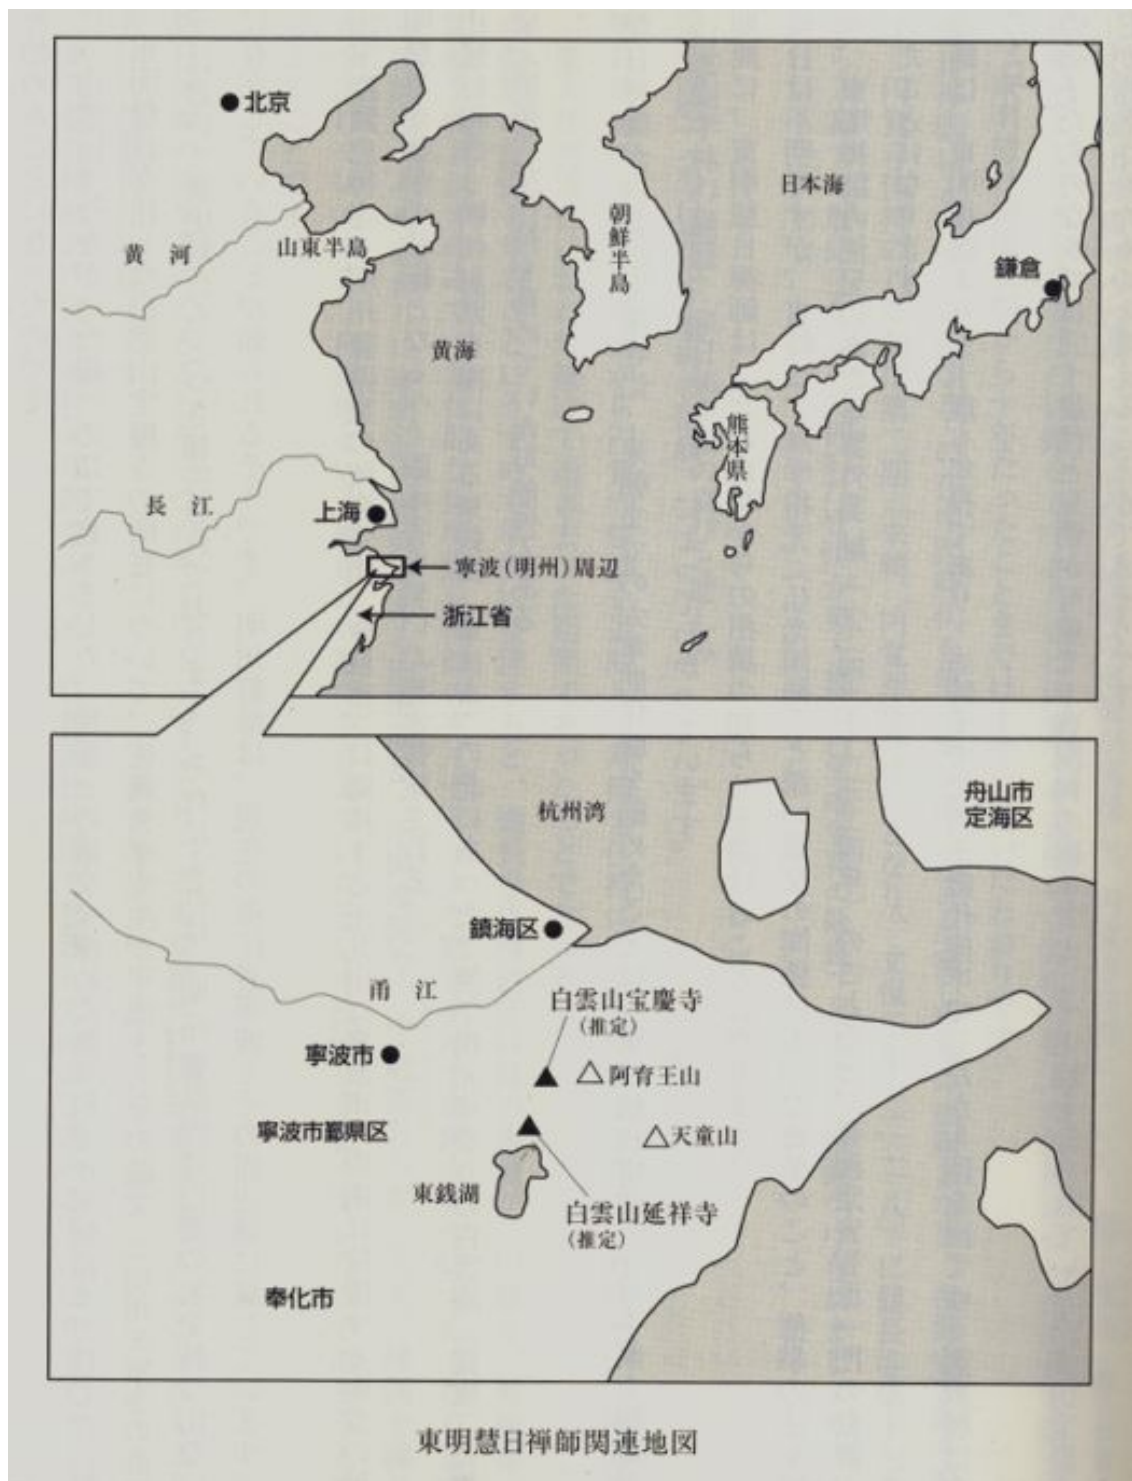 北京
黄河
山東半島
朝鮮半島
日本海
鎌倉
黄海
熊本県
長江
上海
寧波(明州)周辺
浙江省
杭州湾
舟山市
定海区
鎮海区
甬江
白雲山宝慶寺
(推定)
寧波市
阿育王山
寧波市鄞県区
天童山
東銭湖
白雲山延祥寺
(推定)
奉化市
東明慧日禅師関連地図